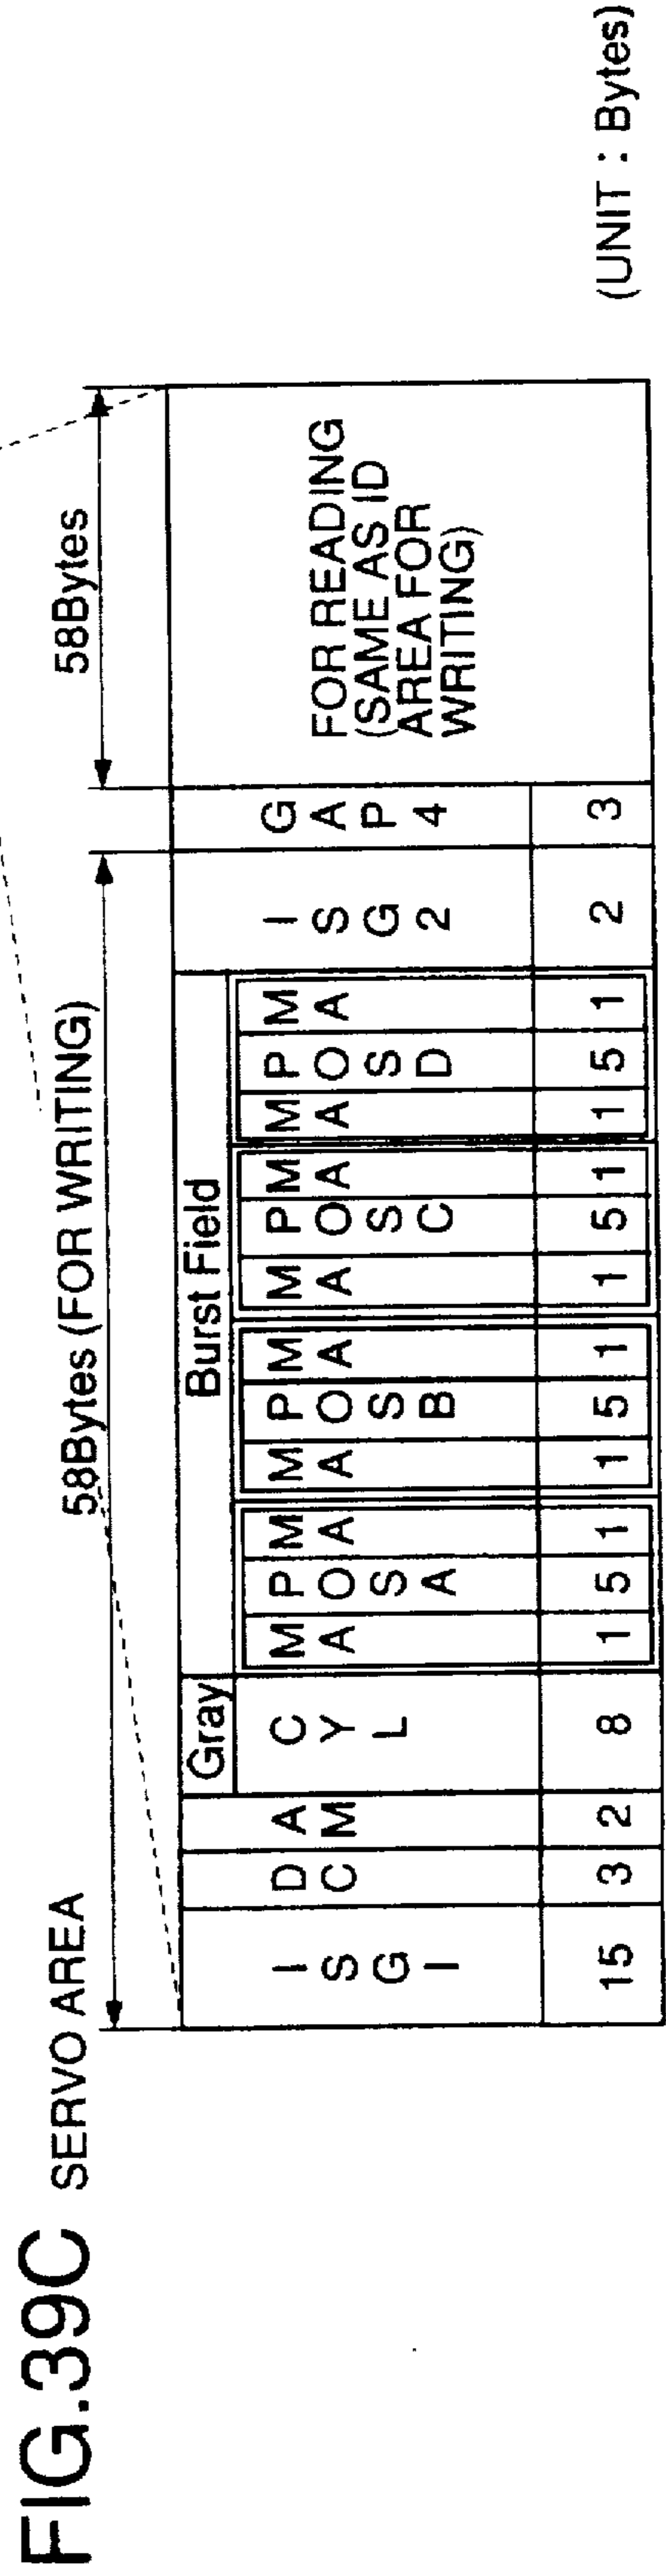 FIG.39C SERVO AREA
58Bytes (FOR WRITING)
58Bytes
Gray
Burst Field
ISGI
DC
AM
CYL
MA
POSA
MA
MA
POSB
MA
MA
POSC
MA
MA
POSD
MA
ISG2
GAP4
FOR READING
(SAME AS ID
AREA FOR
WRITING)
15 3 2 8 1 5 1 1 5 1 1 5 1 1 5 1 2 3
(UNIT : Bytes)